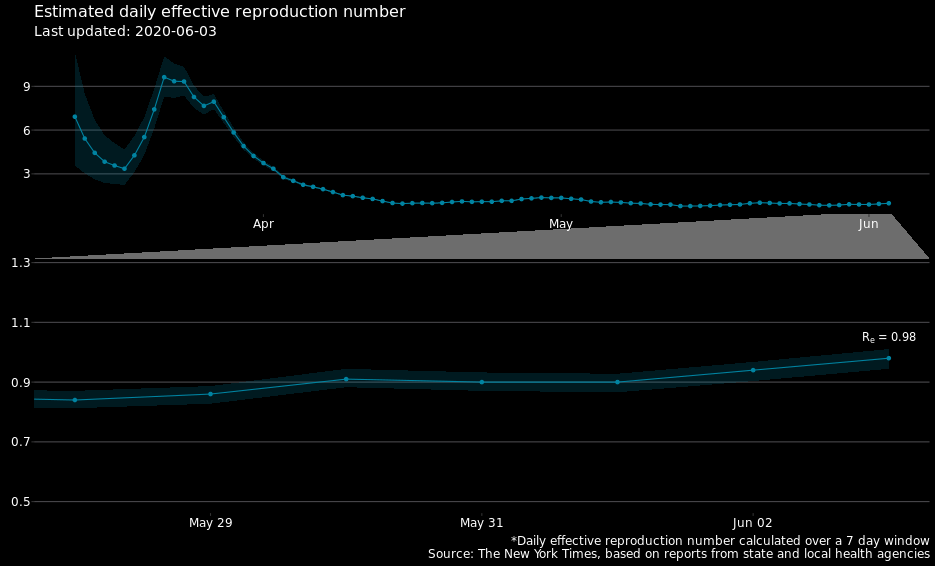 Estimated daily effective reproduction number
Last updated: 2020-06-03
9
6
3
Apr May Jun
1.3
1.1
Re = 0.98
0.9
0.7
0.5
May 29 May 31 Jun 02
*Daily effective reproduction number calculated over a 7 day window
Source: The New York Times, based on reports from state and local health agencies